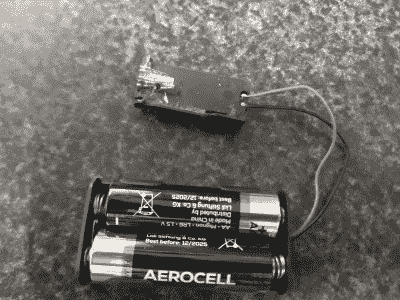 AA - Mignon - LR6 - 1.5 V
Made in China
Distributed by
Lidl Stiftung & Co. KG
Best before: 12/2025
Lidl Stiftung & Co. KG
Best before: 12/2025
AEROCELL